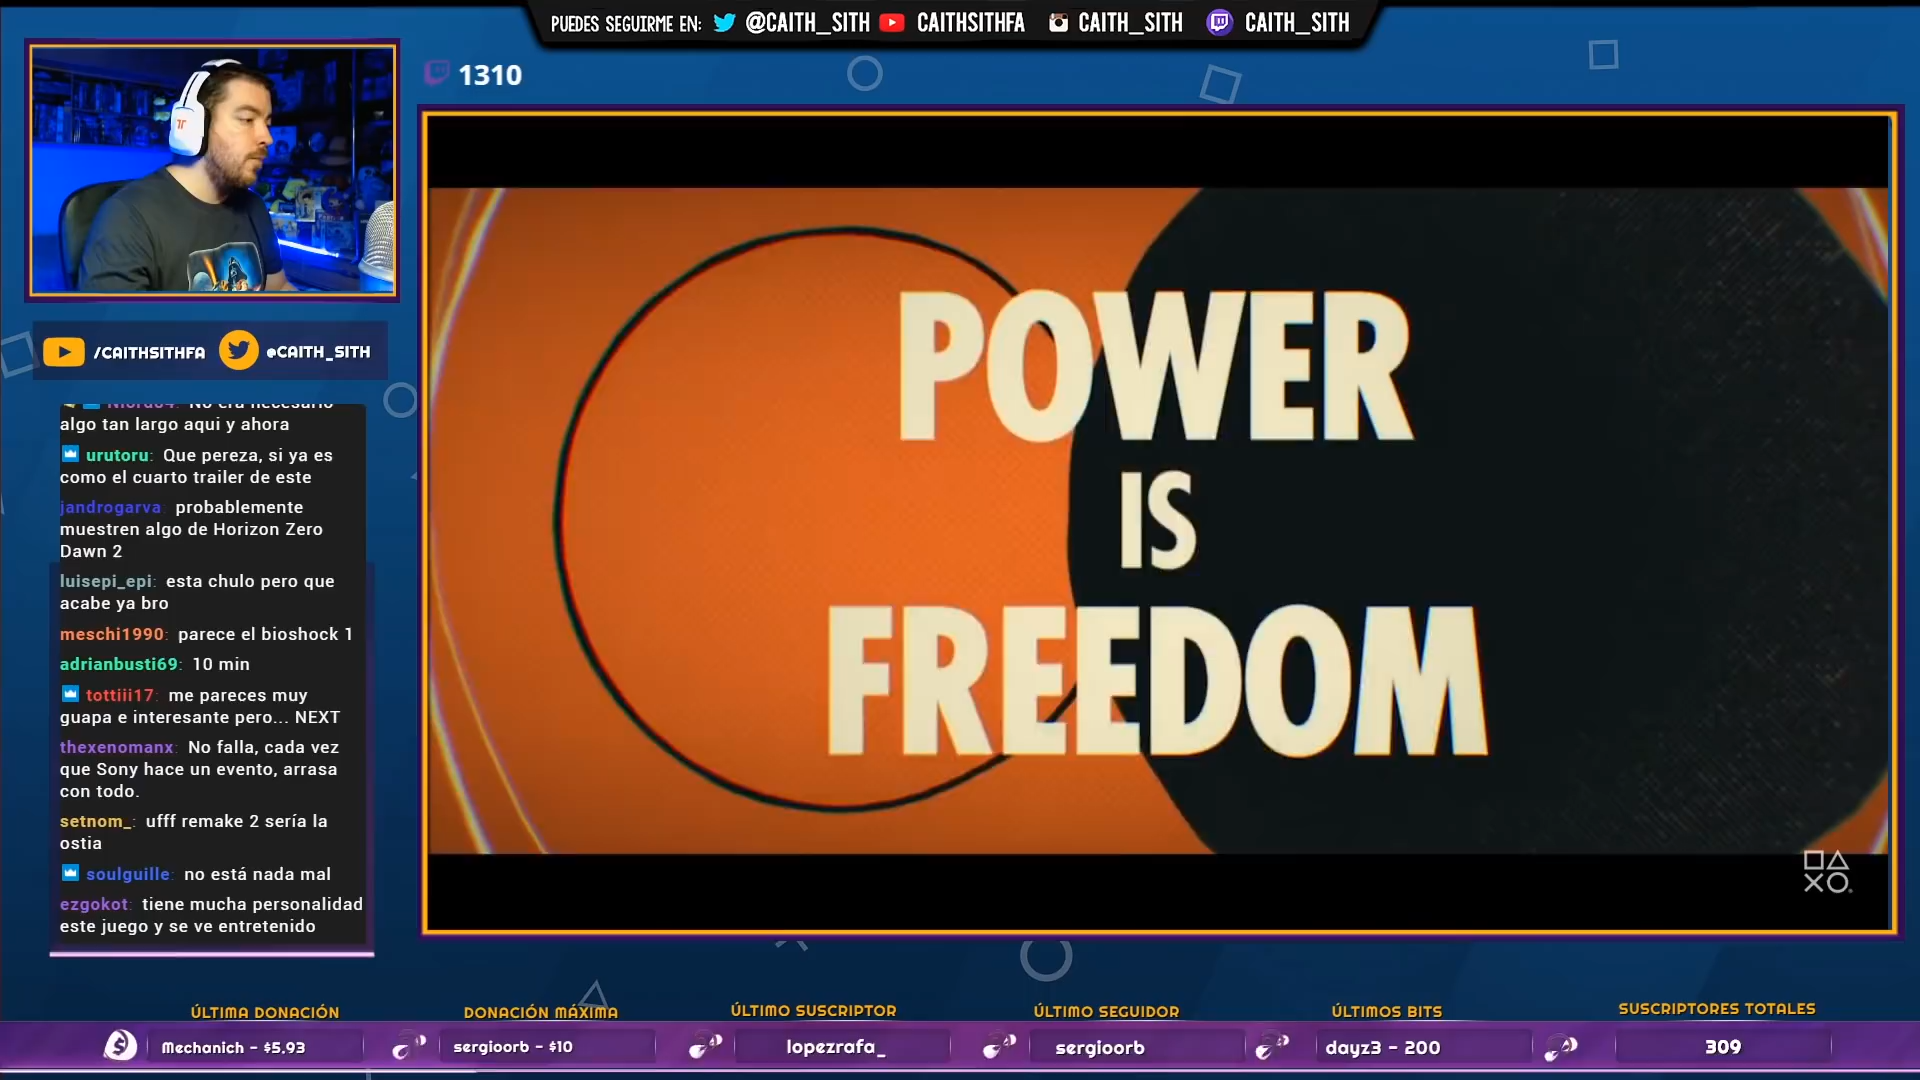 PUEDES SEGUIRME EN: @CAITH_SITH CAITHSITHFA CAITH_SITH CAITH_SITH
1310
/CAITHSITHFA @CAITH_SITH
No era necesario
algo tan largo aqui y ahora
urutoru: Que pereza, si ya es
como el cuarto trailer de este
jandrogarva: probablemente
muestren algo de Horizon Zero
Dawn 2
luisepi_epi: esta chulo pero que
acabe ya bro
meschi1990: parece el bioshock 1
adrianbusti69: 10 min
tottiii17: me pareces muy
guapa e interesante pero... NEXT
thexenomanx: No falla, cada vez
que Sony hace un evento, arrasa
con todo.
setnom_: ufff remake 2 sería la
ostia
soulguille: no está nada mal
ezgokot: tiene mucha personalidad
este juego y se ve entretenido
POWER
IS
FREEDOM
ÚLTIMA DONACIÓN
Mechanich - $5.93
DONACIÓN MÁXIMA
sergioorb - $10
ÚLTIMO SUSCRIPTOR
lopezrafa_
ÚLTIMO SEGUIDOR
sergioorb
ÚLTIMOS BITS
dayz3 - 200
SUSCRIPTORES TOTALES
309